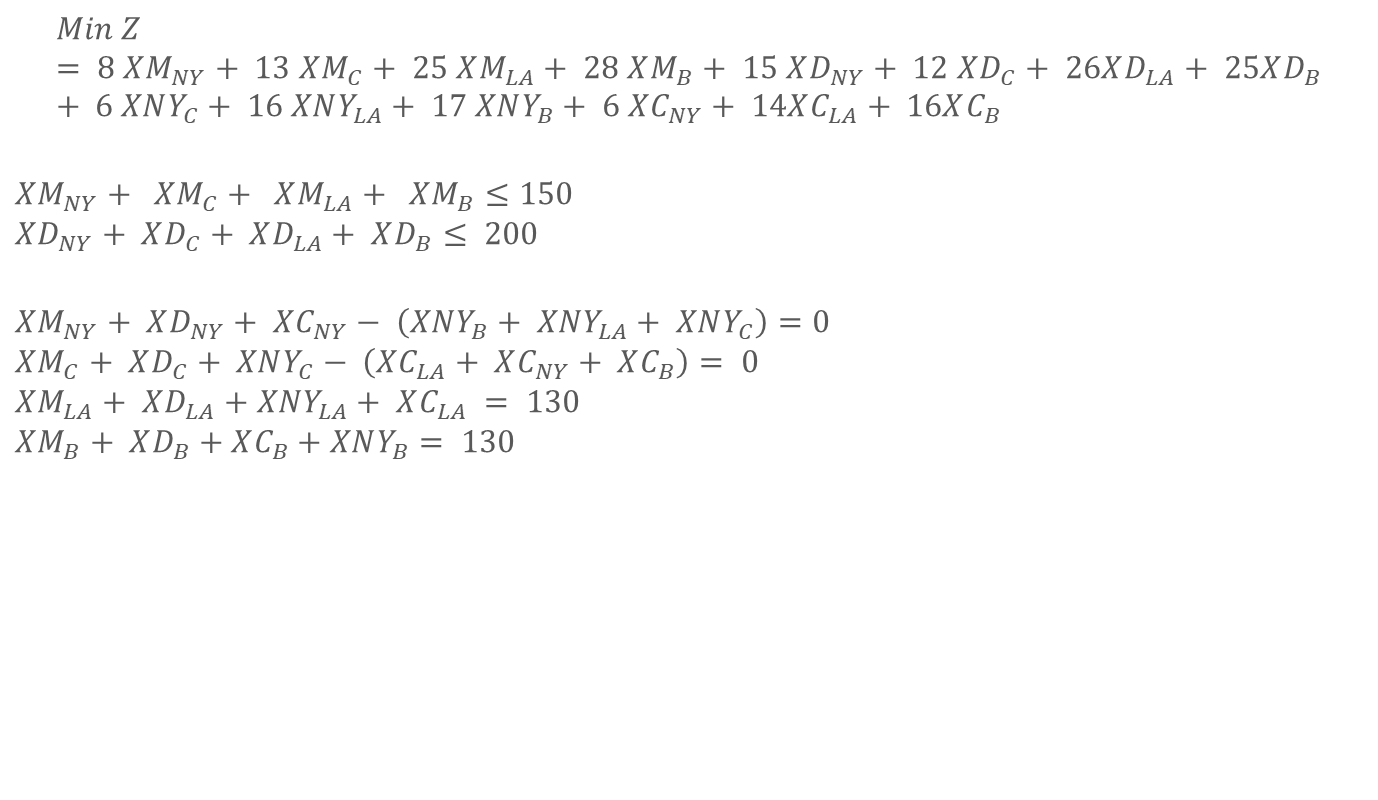 Min Z
= 8 XM_NY + 13 XM_C + 25 XM_LA + 28 XM_B + 15 XD_NY + 12 XD_C + 26XD_LA + 25XD_B
+ 6 XNY_C + 16 XNY_LA + 17 XNY_B + 6 XC_NY + 14XC_LA + 16XC_B
XM_NY + XM_C + XM_LA + XM_B ≤ 150
XD_NY + XD_C + XD_LA + XD_B ≤ 200
XM_NY + XD_NY + XC_NY − (XNY_B + XNY_LA + XNY_C) = 0
XM_C + XD_C + XNY_C − (XC_LA + XC_NY + XC_B) = 0
XM_LA + XD_LA + XNY_LA + XC_LA = 130
XM_B + XD_B + XC_B + XNY_B = 130